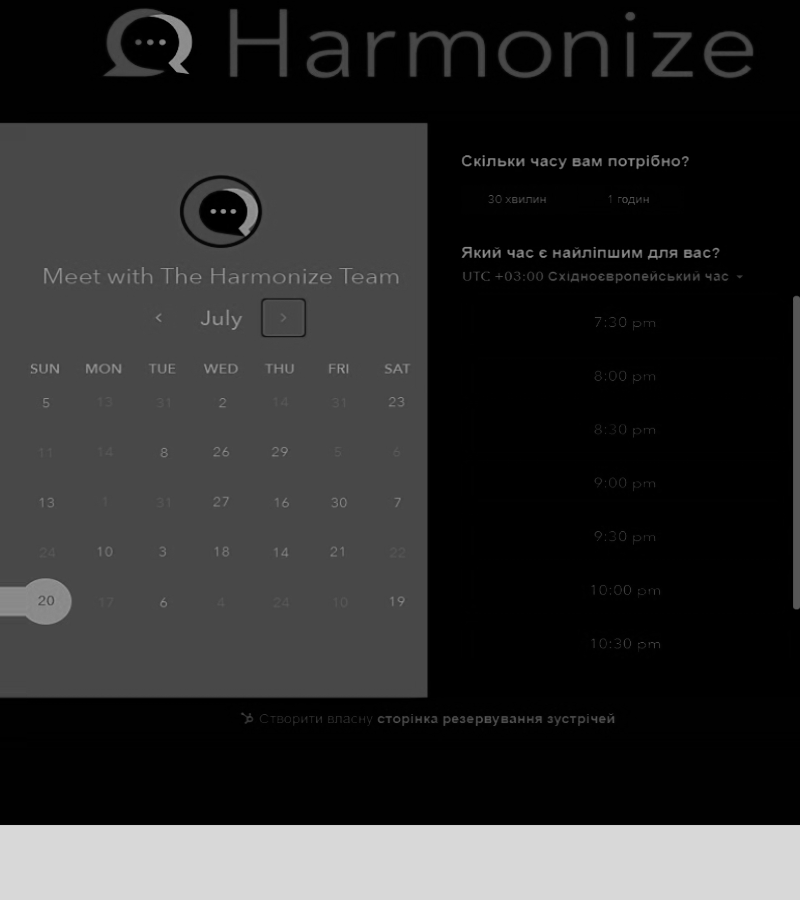 Harmonize
Meet with The Harmonize Team
July
SUN MON TUE WED THU FRI SAT
5 13 31 2 14 31 23
11 14 8 26 29 5 6
13 1 31 27 16 30 7
24 10 3 18 14 21 22
20 17 6 4 24 10 19
Скільки часу вам потрібно?
30 хвилин 1 годин
Який час є найліпшим для вас?
UTC +03:00 Східноєвропейський час
7:30 pm
8:00 pm
8:30 pm
9:00 pm
9:30 pm
10:00 pm
10:30 pm
Створити власну сторінка резервування зустрічей